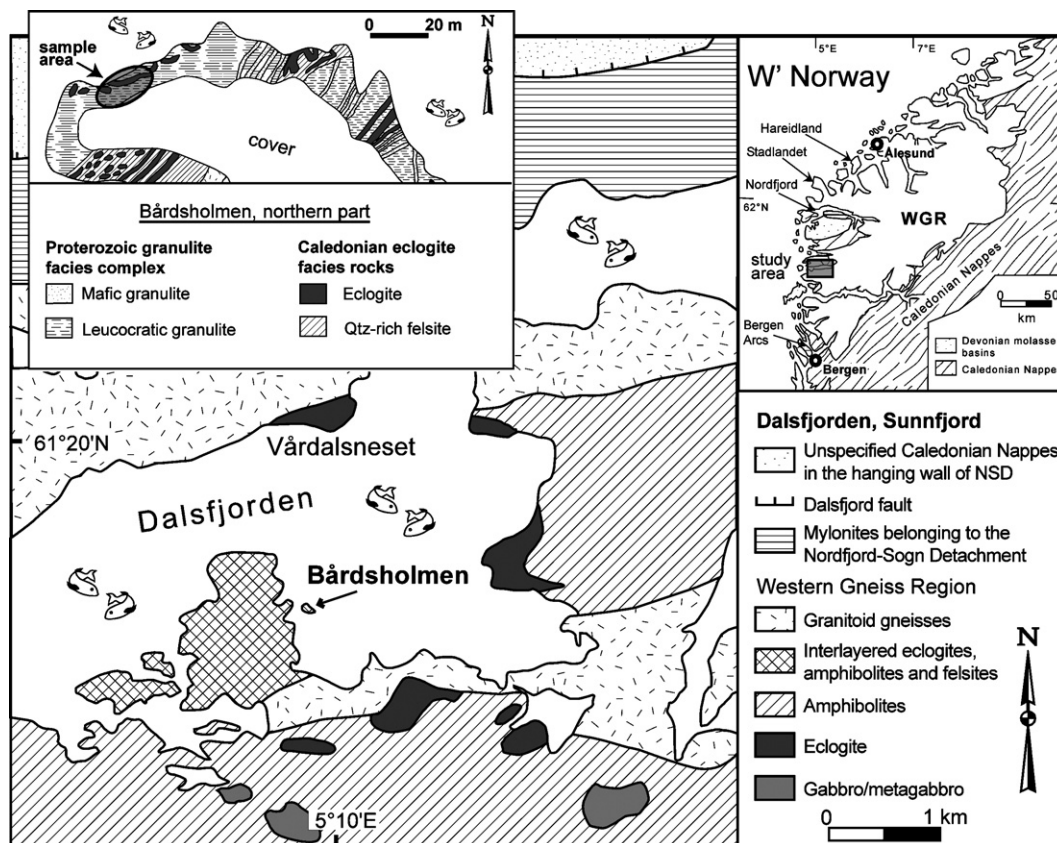 0 20 m
N
sample
area
cover
Bårdsholmen, northern part
Proterozoic granulite
facies complex
Mafic granulite
Leucocratic granulite
Caledonian eclogite
facies rocks
Eclogite
Qtz-rich felsite
61°20'N
Vårdalsneset
Dalsfjorden
Bårdsholmen
5°10'E
5°E 7°E
W' Norway
Hareidland
Ålesund
Stadlandet
Nordfjord
62°N
WGR
study
area
Caledonian Nappes
0 50
km
Bergen
Arcs
Bergen
Devonian molasse
basins
Caledonian Nappe
Dalsfjorden, Sunnfjord
Unspecified Caledonian Nappes
in the hanging wall of NSD
Dalsfjord fault
Mylonites belonging to the
Nordfjord-Sogn Detachment
Western Gneiss Region
Granitoid gneisses
Interlayered eclogites,
amphibolites and felsites
Amphibolites
Eclogite
Gabbro/metagabbro
N
0 1 km